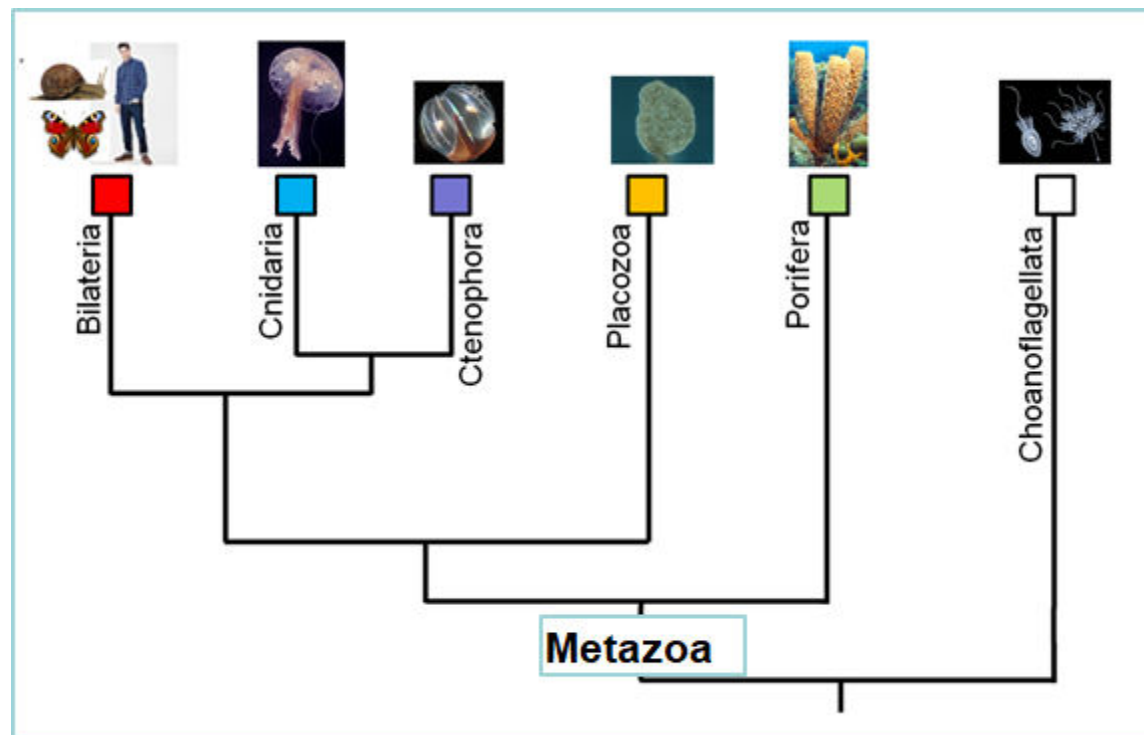 Bilateria
Cnidaria
Ctenophora
Placozoa
Porifera
Choanoflagellata
Metazoa